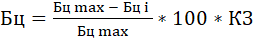 Бц = (Бц max − Бц i) / Бц max * 100 * КЗ